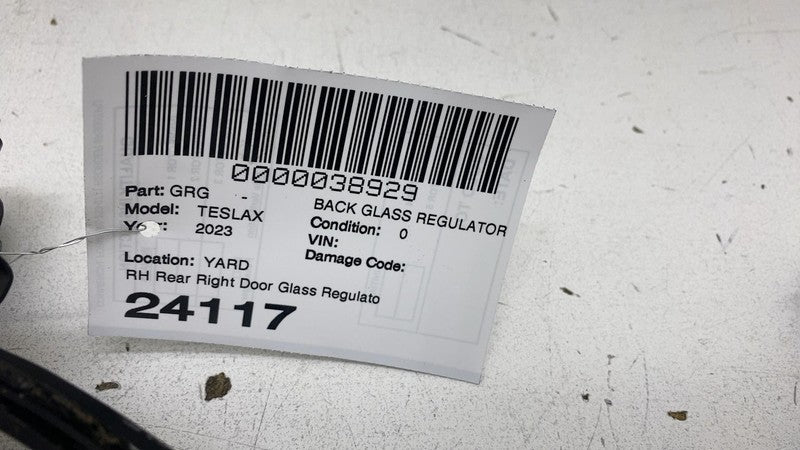 0000038929
Part: GRG - BACK GLASS REGULATOR
Model: TESLAX Condition: 0
Year: 2023 VIN:
Damage Code:
Location: YARD
RH Rear Right Door Glass Regulato
24117